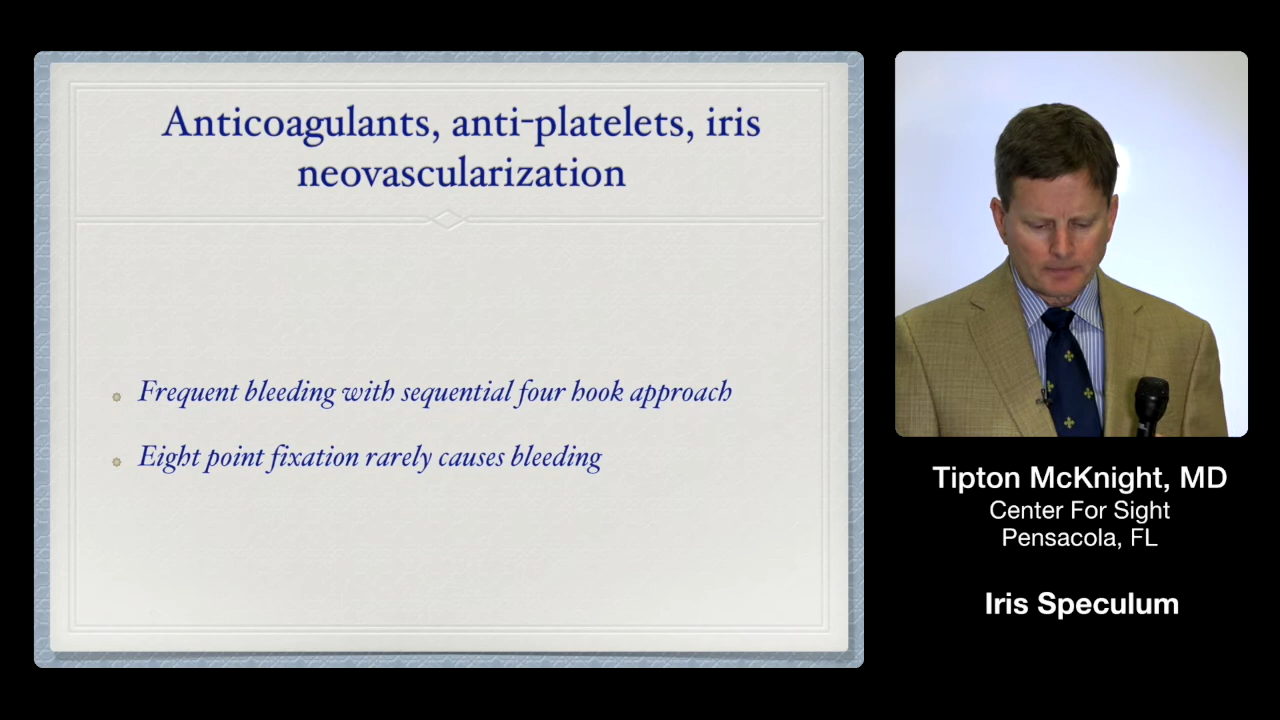 Anticoagulants, anti-platelets, iris
neovascularization
Frequent bleeding with sequential four hook approach
Eight point fixation rarely causes bleeding
Tipton McKnight, MD
Center For Sight
Pensacola, FL
Iris Speculum